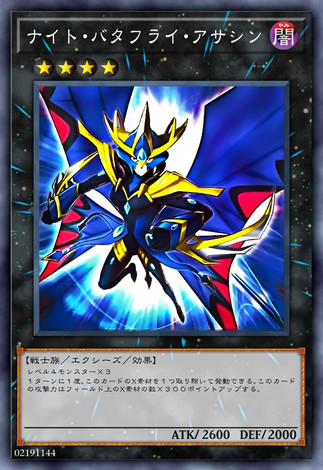 ナイト・バタフライ・アサシン
やみ
闇
【戦士族／エクシーズ／効果】
レベル４モンスター×３
１ターンに１度、このカードのX素材を１つ取り除いて発動できる。このカード
の攻撃力はフィールド上のX素材の数×３００ポイントアップする。
ATK/ 2600 DEF/2000
02191144